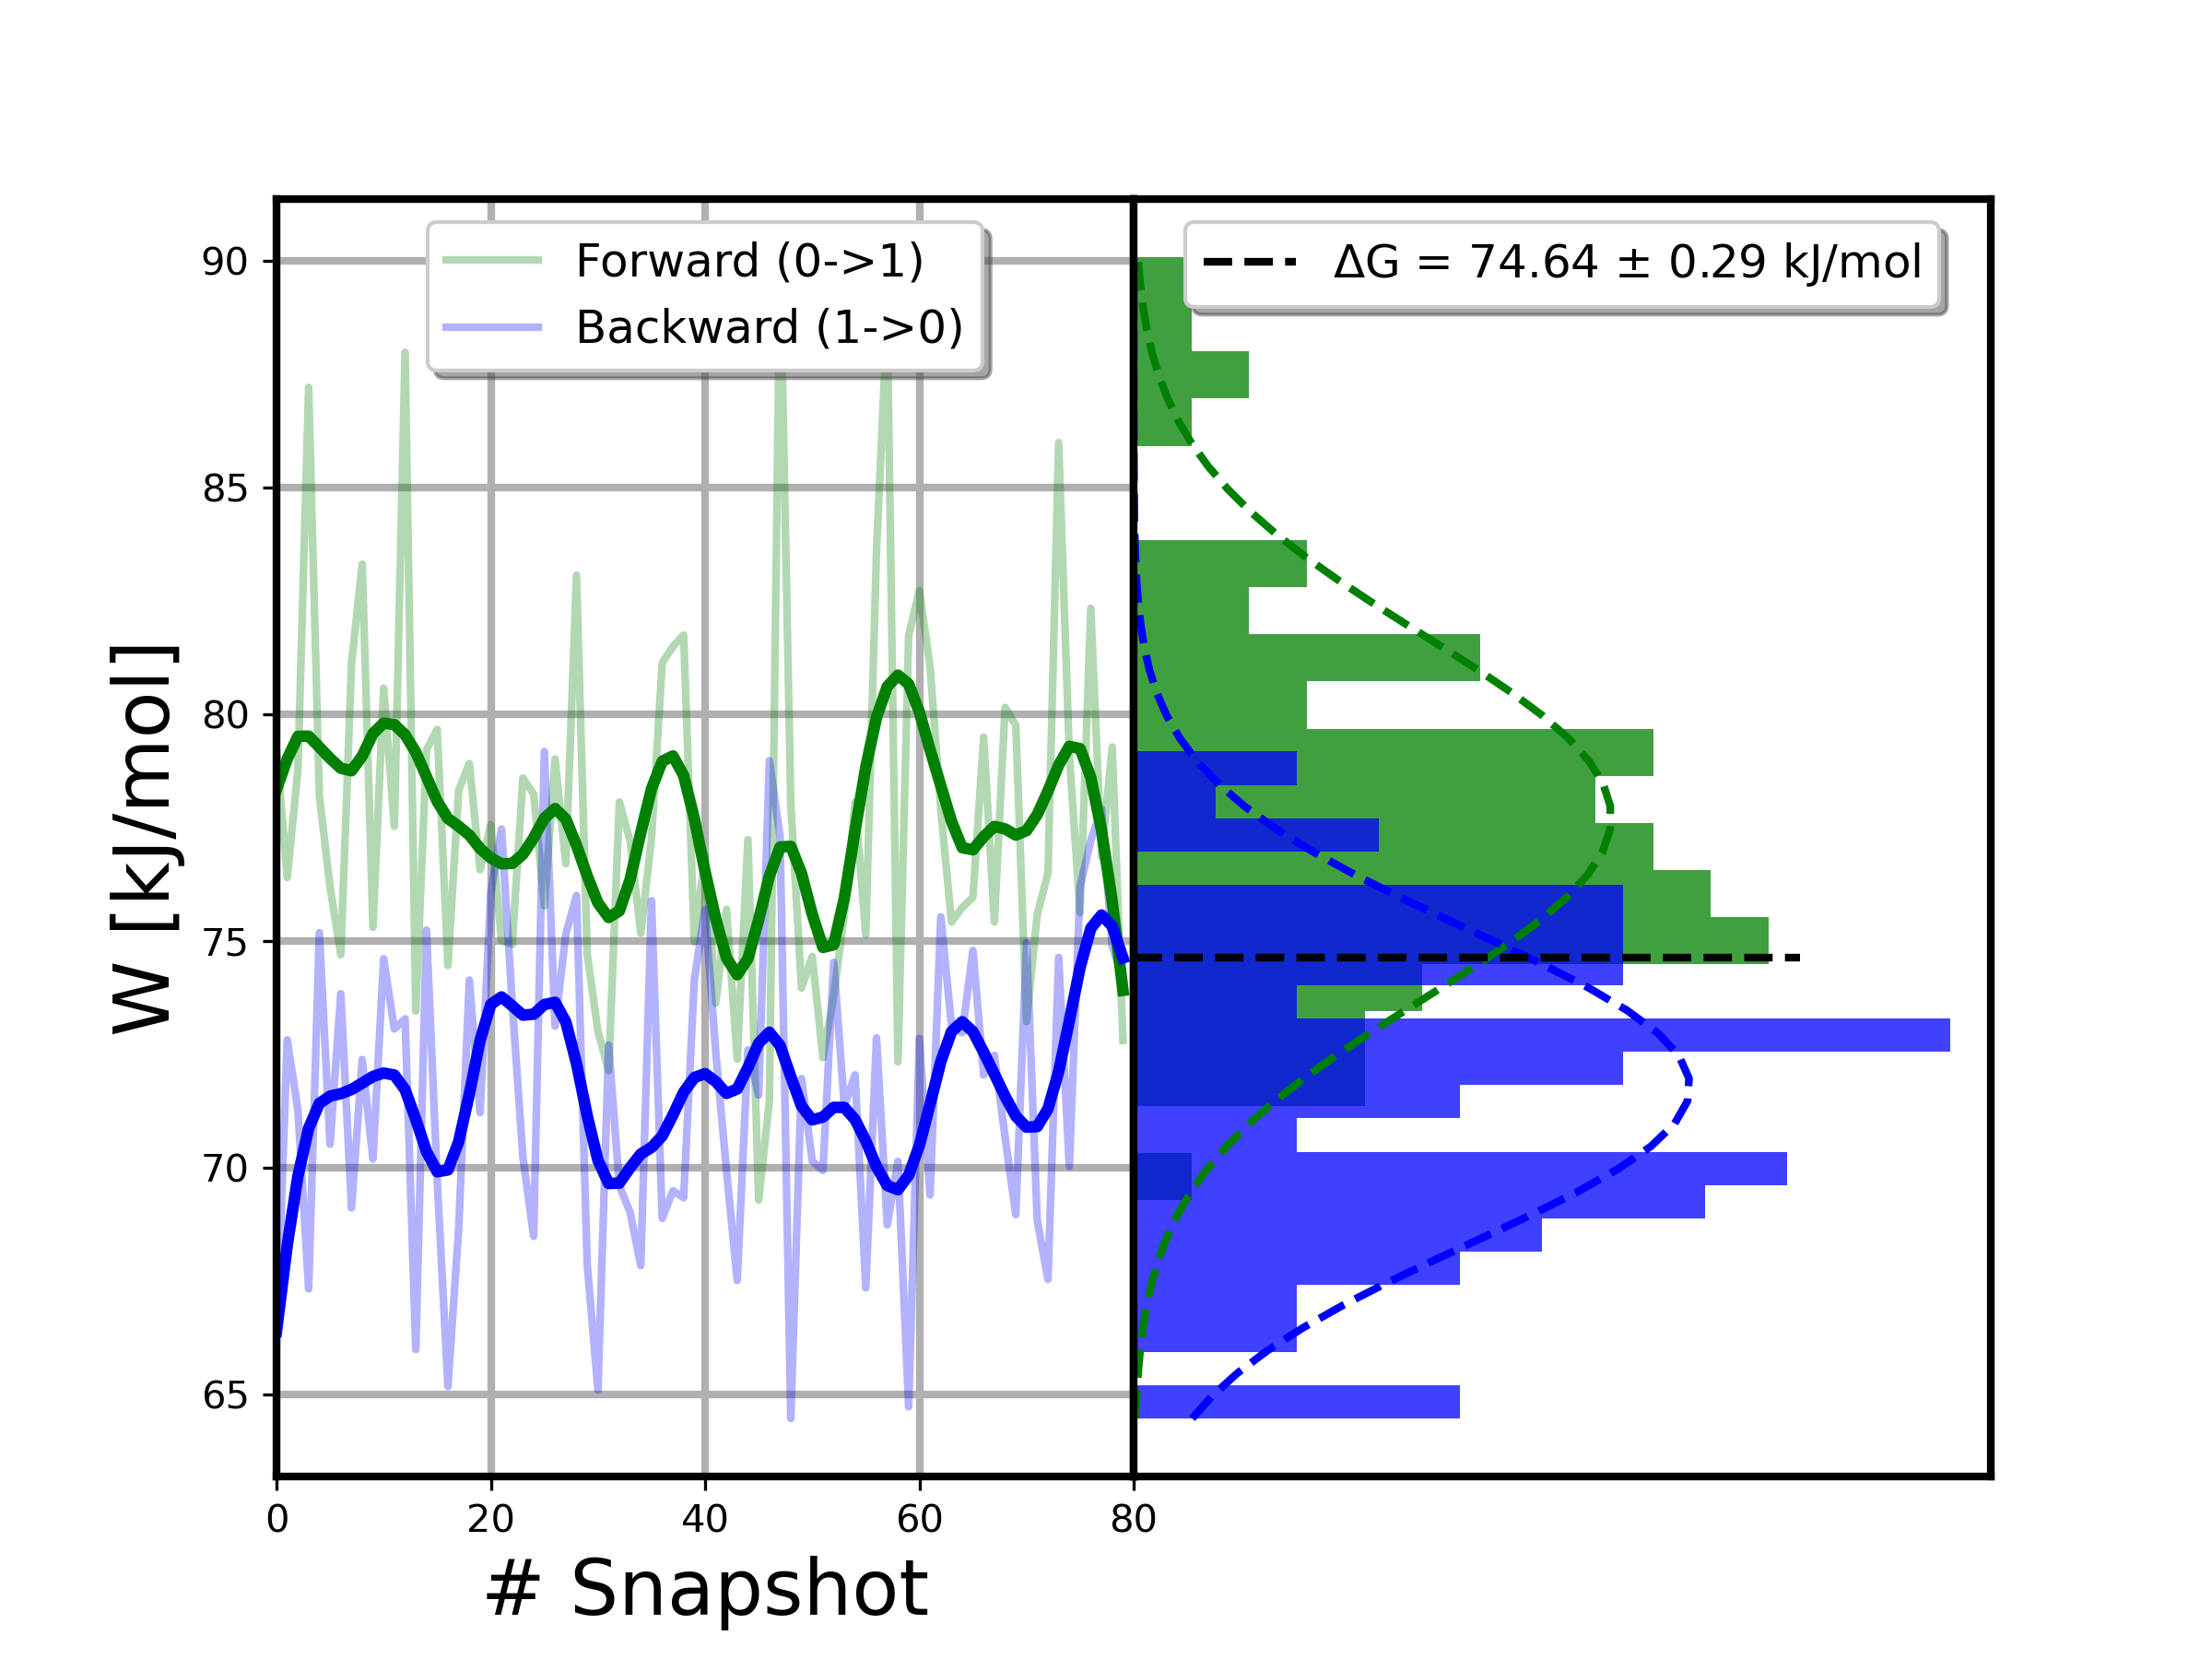 Forward (0->1)
Backward (1->0)
ΔG = 74.64 ± 0.29 kJ/mol
W [kJ/mol]
90
85
80
75
70
65
0 20 40 60 80
# Snapshot